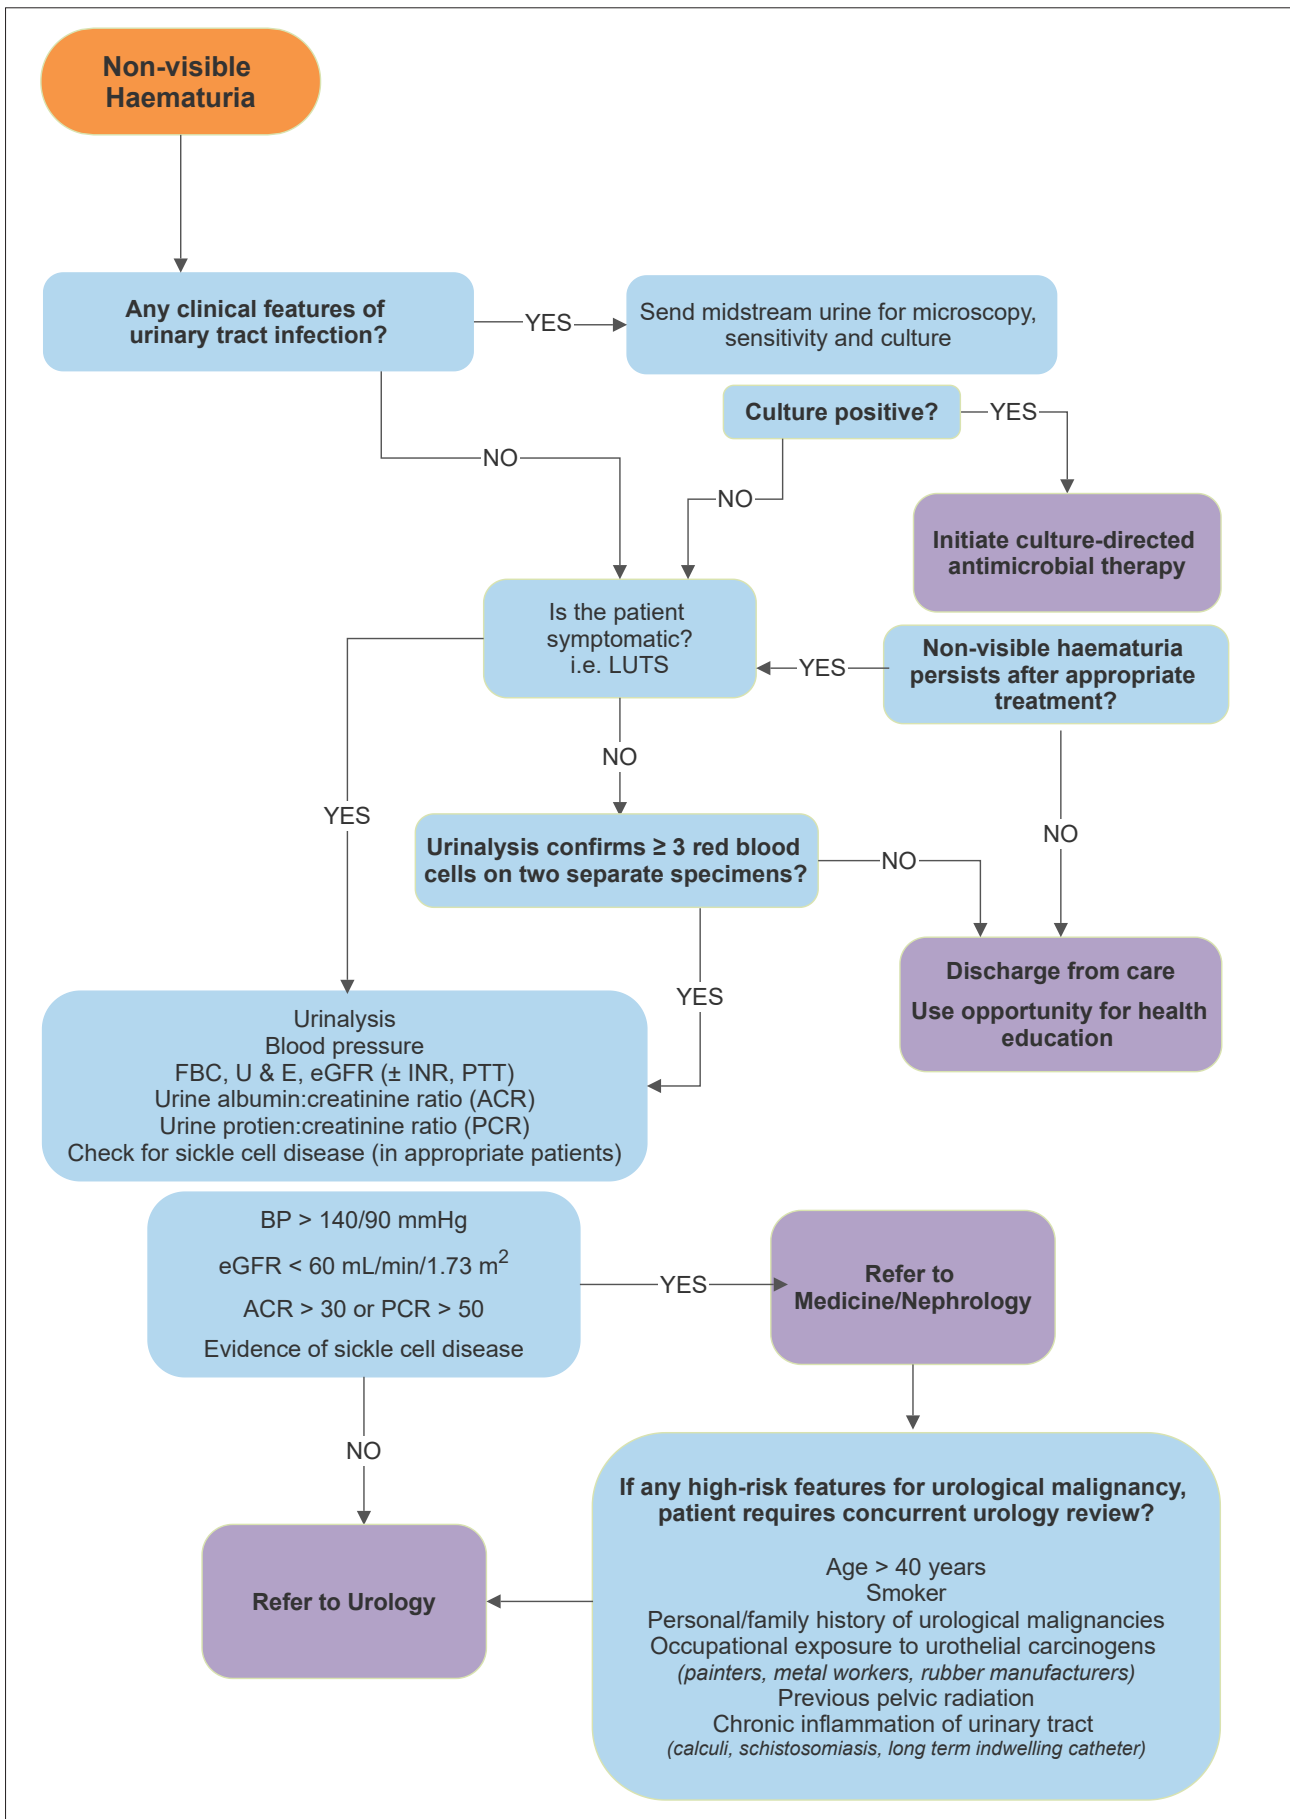 Non-visible
Haematuria
Any clinical features of
urinary tract infection?
YES
Send midstream urine for microscopy,
sensitivity and culture
Culture positive?
YES
NO
NO
Initiate culture-directed
antimicrobial therapy
Is the patient
symptomatic?
i.e. LUTS
YES
Non-visible haematuria
persists after appropriate
treatment?
NO
YES
NO
Urinalysis confirms ≥ 3 red blood
cells on two separate specimens?
NO
Discharge from care
Use opportunity for health
education
YES
Urinalysis
Blood pressure
FBC, U & E, eGFR (± INR, PTT)
Urine albumin:creatinine ratio (ACR)
Urine protien:creatinine ratio (PCR)
Check for sickle cell disease (in appropriate patients)
BP > 140/90 mmHg
eGFR < 60 mL/min/1.73 m²
ACR > 30 or PCR > 50
Evidence of sickle cell disease
YES
Refer to
Medicine/Nephrology
NO
If any high-risk features for urological malignancy,
patient requires concurrent urology review?
Age > 40 years
Smoker
Personal/family history of urological malignancies
Occupational exposure to urothelial carcinogens
(painters, metal workers, rubber manufacturers)
Previous pelvic radiation
Chronic inflammation of urinary tract
(calculi, schistosomiasis, long term indwelling catheter)
Refer to Urology